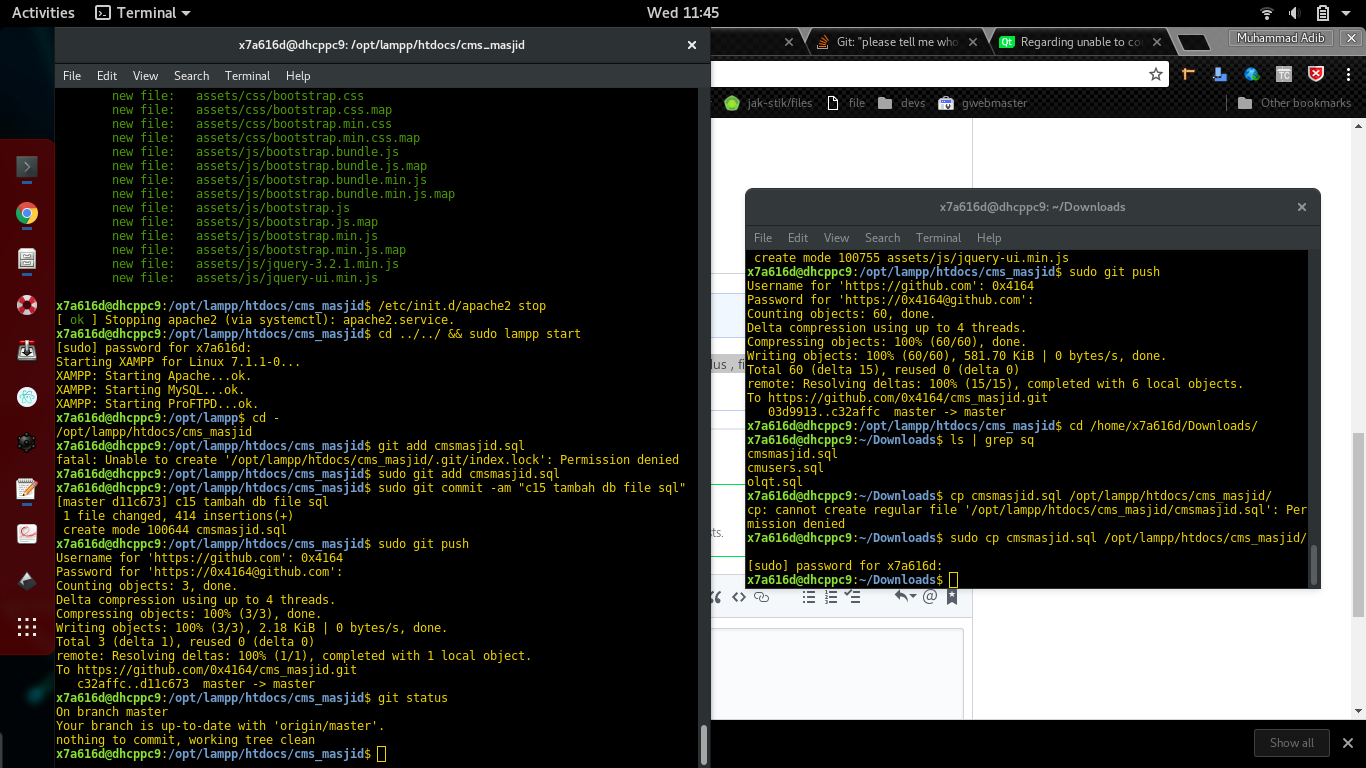 Activities
Terminal
Wed 11:45
x7a616d@dhcppc9: /opt/lampp/htdocs/cms_masjid
File Edit View Search Terminal Help
new file:   assets/css/bootstrap.css
new file:   assets/css/bootstrap.css.map
new file:   assets/css/bootstrap.min.css
new file:   assets/css/bootstrap.min.css.map
new file:   assets/js/bootstrap.bundle.js
new file:   assets/js/bootstrap.bundle.js.map
new file:   assets/js/bootstrap.bundle.min.js
new file:   assets/js/bootstrap.bundle.min.js.map
new file:   assets/js/bootstrap.js
new file:   assets/js/bootstrap.js.map
new file:   assets/js/bootstrap.min.js
new file:   assets/js/bootstrap.min.js.map
new file:   assets/js/jquery-3.2.1.min.js
new file:   assets/js/jquery-ui.min.js
x7a616d@dhcppc9:/opt/lampp/htdocs/cms_masjid$ /etc/init.d/apache2 stop
[ ok ] Stopping apache2 (via systemctl): apache2.service.
x7a616d@dhcppc9:/opt/lampp/htdocs/cms_masjid$ cd ../../ && sudo lampp start
[sudo] password for x7a616d:
Starting XAMPP for Linux 7.1.1-0...
XAMPP: Starting Apache...ok.
XAMPP: Starting MySQL...ok.
XAMPP: Starting ProFTPD...ok.
x7a616d@dhcppc9:/opt/lampp$ cd -
/opt/lampp/htdocs/cms_masjid
x7a616d@dhcppc9:/opt/lampp/htdocs/cms_masjid$ git add cmsmasjid.sql
fatal: Unable to create '/opt/lampp/htdocs/cms_masjid/.git/index.lock': Permission denied
x7a616d@dhcppc9:/opt/lampp/htdocs/cms_masjid$ sudo git add cmsmasjid.sql
x7a616d@dhcppc9:/opt/lampp/htdocs/cms_masjid$ sudo git commit -am "c15 tambah db file sql"
[master d11c673] c15 tambah db file sql
1 file changed, 414 insertions(+)
create mode 100644 cmsmasjid.sql
x7a616d@dhcppc9:/opt/lampp/htdocs/cms_masjid$ sudo git push
Username for 'https://github.com': 0x4164
Password for 'https://0x4164@github.com':
Counting objects: 3, done.
Delta compression using up to 4 threads.
Compressing objects: 100% (3/3), done.
Writing objects: 100% (3/3), 2.18 KiB | 0 bytes/s, done.
Total 3 (delta 1), reused 0 (delta 0)
remote: Resolving deltas: 100% (1/1), completed with 1 local object.
To https://github.com/0x4164/cms_masjid.git
c32affc..d11c673  master -> master
x7a616d@dhcppc9:/opt/lampp/htdocs/cms_masjid$ git status
On branch master
Your branch is up-to-date with 'origin/master'.
nothing to commit, working tree clean
x7a616d@dhcppc9:/opt/lampp/htdocs/cms_masjid$
Git: "please tell me who
Regarding unable to co
Muhammad Adib
TC
jak-stik/files
file
devs
gwebmaster
Other bookmarks
x7a616d@dhcppc9: ~/Downloads
File Edit View Search Terminal Help
create mode 100755 assets/js/jquery-ui.min.js
x7a616d@dhcppc9:/opt/lampp/htdocs/cms_masjid$ sudo git push
Username for 'https://github.com': 0x4164
Password for 'https://0x4164@github.com':
Counting objects: 60, done.
Delta compression using up to 4 threads.
Compressing objects: 100% (60/60), done.
Writing objects: 100% (60/60), 581.70 KiB | 0 bytes/s, done.
Total 60 (delta 15), reused 0 (delta 0)
remote: Resolving deltas: 100% (15/15), completed with 6 local objects.
To https://github.com/0x4164/cms_masjid.git
03d9913..c32affc  master -> master
x7a616d@dhcppc9:/opt/lampp/htdocs/cms_masjid$ cd /home/x7a616d/Downloads/
x7a616d@dhcppc9:~/Downloads$ ls | grep sq
cmsmasjid.sql
cmusers.sql
olqt.sql
x7a616d@dhcppc9:~/Downloads$ cp cmsmasjid.sql /opt/lampp/htdocs/cms_masjid/
cp: cannot create regular file '/opt/lampp/htdocs/cms_masjid/cmsmasjid.sql': Per
mission denied
x7a616d@dhcppc9:~/Downloads$ sudo cp cmsmasjid.sql /opt/lampp/htdocs/cms_masjid/
[sudo] password for x7a616d:
x7a616d@dhcppc9:~/Downloads$
lus , fi
ts.
Show all